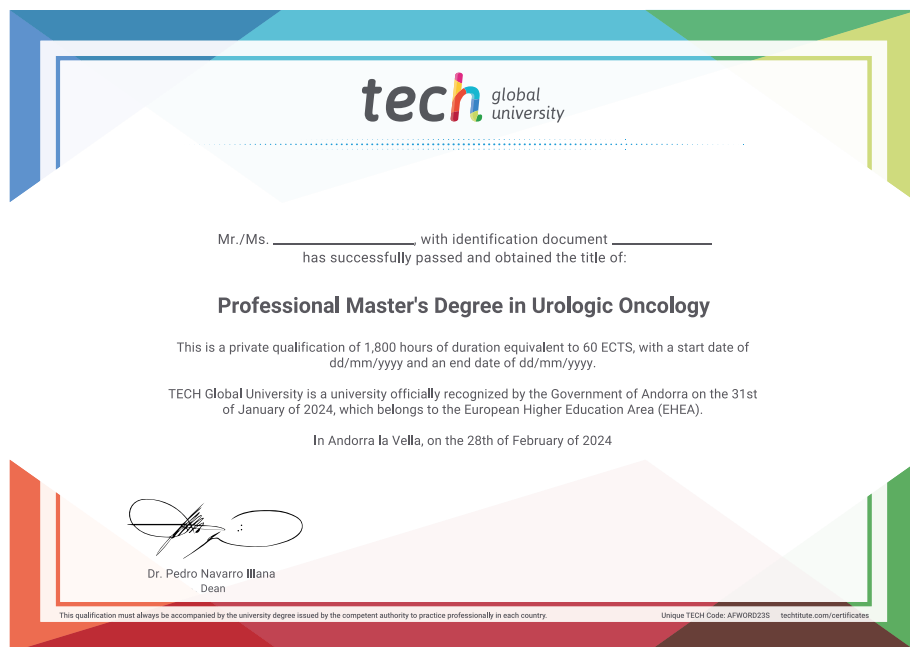 tech global
university
Mr./Ms. ____________, with identification document ____________
has successfully passed and obtained the title of:
Professional Master's Degree in Urologic Oncology
This is a private qualification of 1,800 hours of duration equivalent to 60 ECTS, with a start date of
dd/mm/yyyy and an end date of dd/mm/yyyy.
TECH Global University is a university officially recognized by the Government of Andorra on the 31st
of January of 2024, which belongs to the European Higher Education Area (EHEA).
In Andorra la Vella, on the 28th of February of 2024
Dr. Pedro Navarro Illana
Dean
This qualification must always be accompanied by the university degree issued by the competent authority to practice professionally in each country.
Unique TECH Code: AFWORD23S techtitute.com/certificates